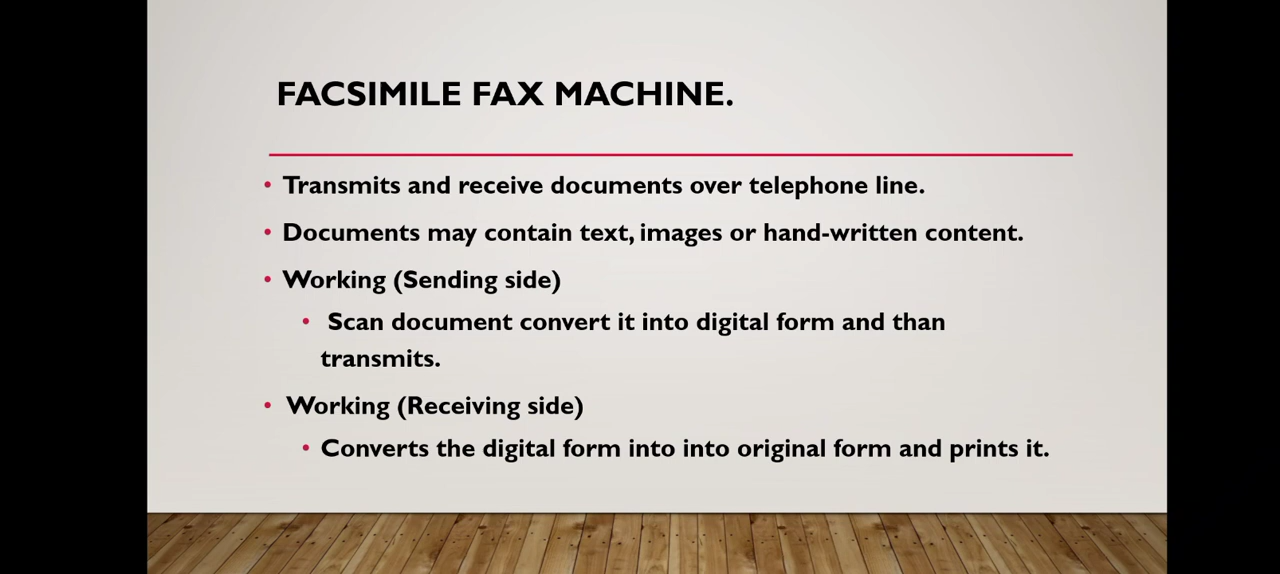 FACSIMILE FAX MACHINE.
• Transmits and receive documents over telephone line.
• Documents may contain text, images or hand-written content.
• Working (Sending side)
• Scan document convert it into digital form and than
transmits.
• Working (Receiving side)
• Converts the digital form into into original form and prints it.